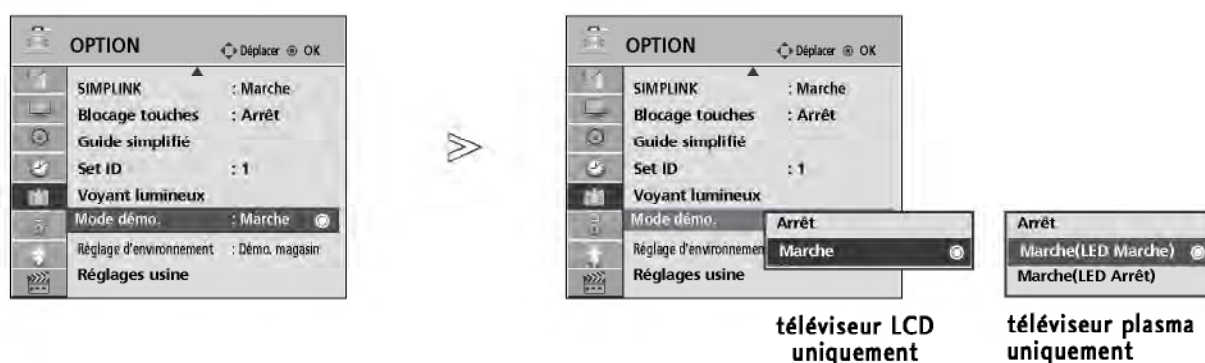 OPTION
Déplacer OK
SIMPLINK : Marche
Blocage touches : Arrêt
Guide simplifié
Set ID : 1
Voyant lumineux
Mode démo. : Marche
Réglage d'environnement : Démo. magasin
Réglages usine
OPTION
Déplacer OK
SIMPLINK : Marche
Blocage touches : Arrêt
Guide simplifié
Set ID : 1
Voyant lumineux
Mode démo.
Réglage d'environnemen
Réglages usine
Arrêt
Marche
téléviseur LCD
uniquement
Arrêt
Marche(LED Marche)
Marche(LED Arrêt)
téléviseur plasma
uniquement